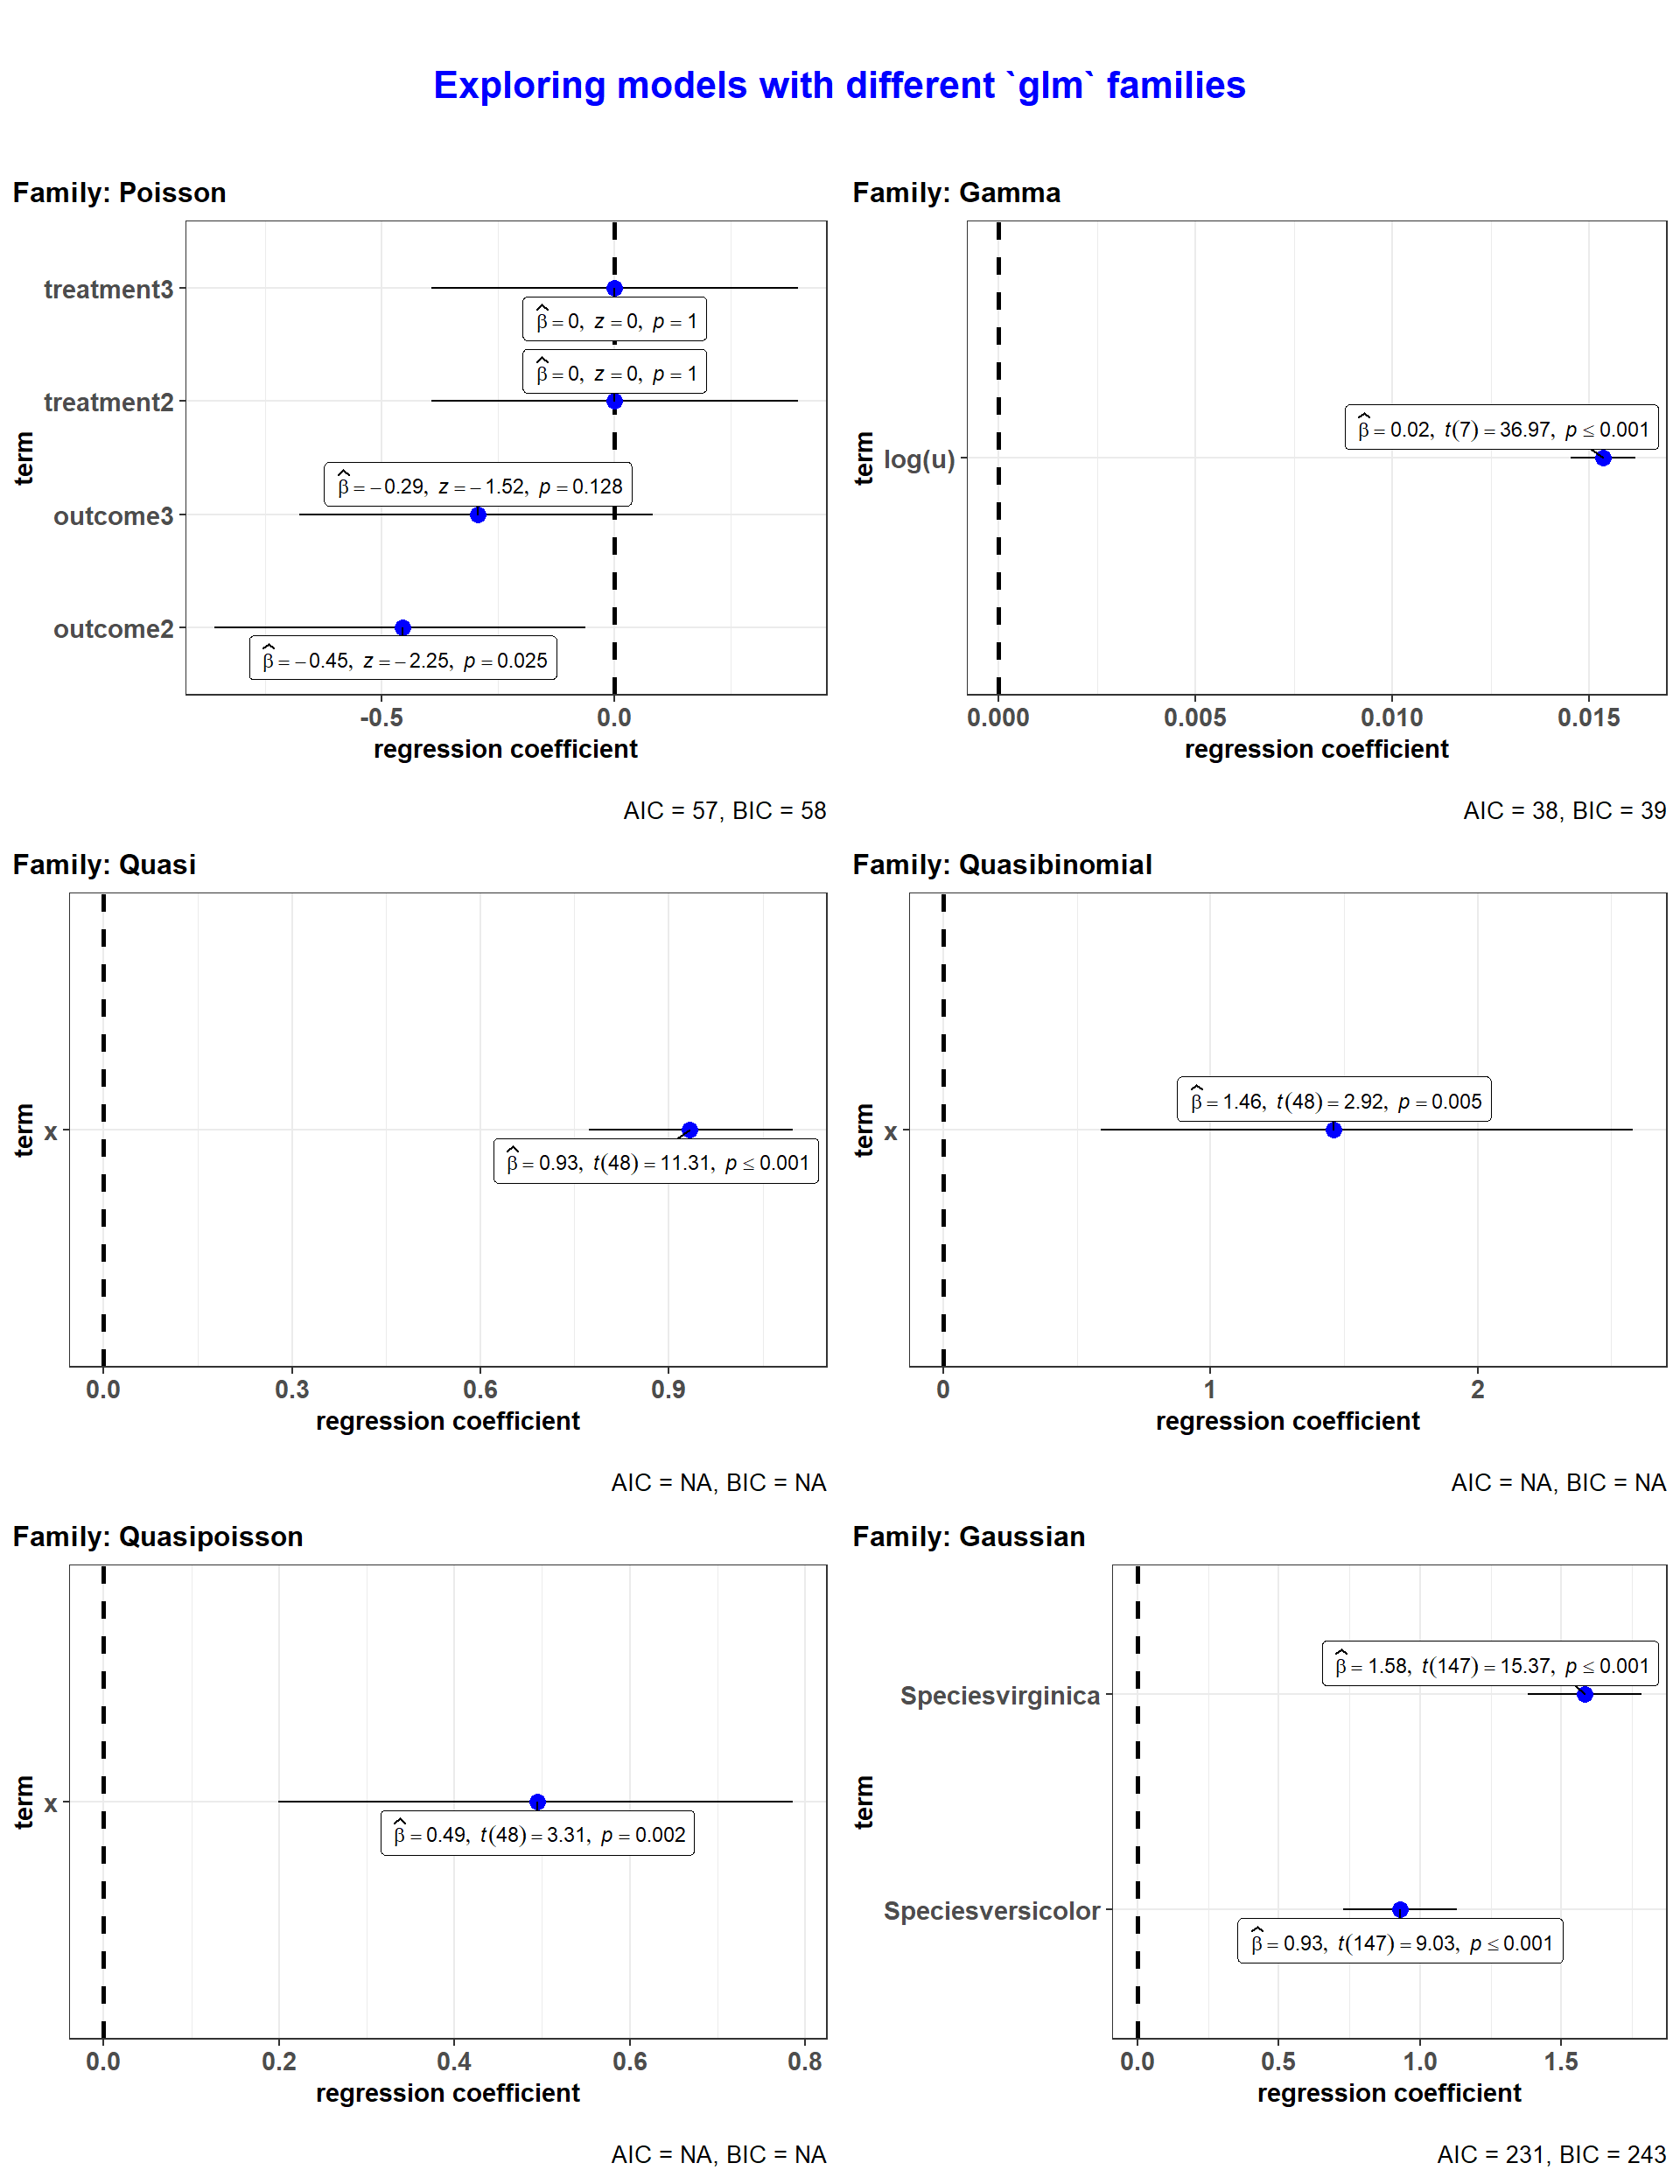 Exploring models with different `glm` families
Family: Poisson
term
treatment3
treatment2
outcome3
outcome2
β̂ = 0, z = 0, p = 1
β̂ = 0, z = 0, p = 1
β̂ = −0.29, z = −1.52, p = 0.128
β̂ = −0.45, z = −2.25, p = 0.025
-0.5 0.0
regression coefficient
AIC = 57, BIC = 58
Family: Gamma
term
log(u)
β̂ = 0.02, t(7) = 36.97, p ≤ 0.001
0.000 0.005 0.010 0.015
regression coefficient
AIC = 38, BIC = 39
Family: Quasi
term
x
β̂ = 0.93, t(48) = 11.31, p ≤ 0.001
0.0 0.3 0.6 0.9
regression coefficient
AIC = NA, BIC = NA
Family: Quasibinomial
term
x
β̂ = 1.46, t(48) = 2.92, p = 0.005
0 1 2
regression coefficient
AIC = NA, BIC = NA
Family: Quasipoisson
term
x
β̂ = 0.49, t(48) = 3.31, p = 0.002
0.0 0.2 0.4 0.6 0.8
regression coefficient
AIC = NA, BIC = NA
Family: Gaussian
term
Speciesvirginica
Speciesversicolor
β̂ = 1.58, t(147) = 15.37, p ≤ 0.001
β̂ = 0.93, t(147) = 9.03, p ≤ 0.001
0.0 0.5 1.0 1.5
regression coefficient
AIC = 231, BIC = 243